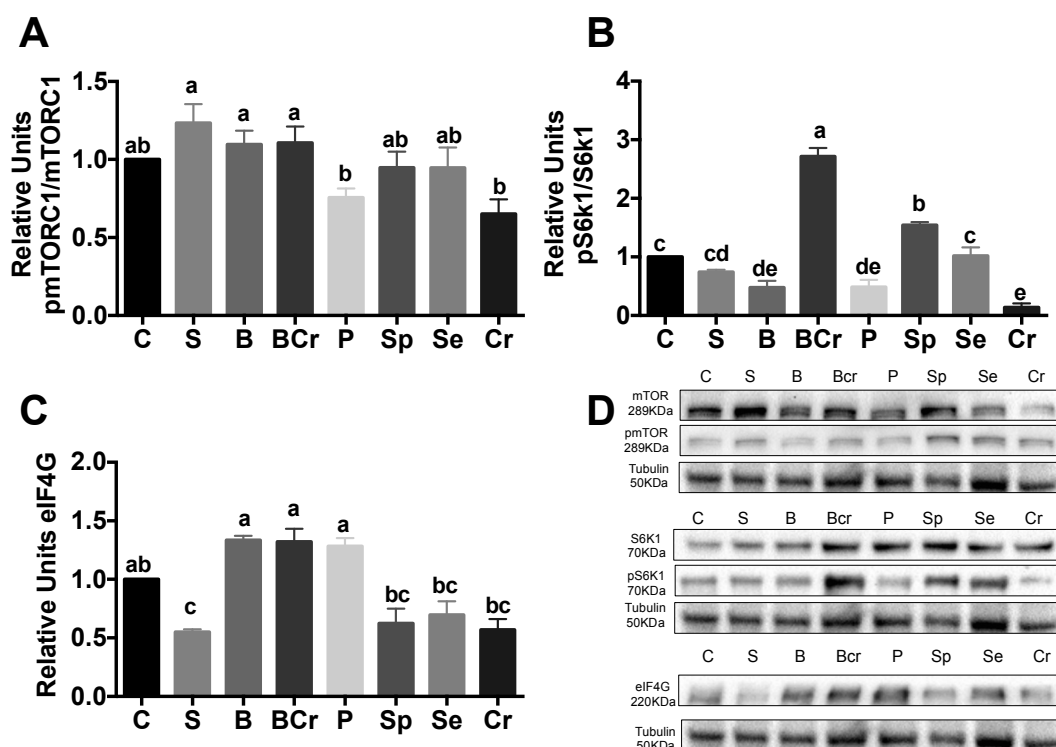 A
Relative Units
pmTORC1/mTORC1
1.5
1.0
0.5
0.0
ab a a a b ab ab b
C S B BCr P Sp Se Cr
B
Relative Units
pS6k1/S6k1
4
3
2
1
0
c cd de a de b c e
C S B BCr P Sp Se Cr
C
Relative Units eIF4G
2.0
1.5
1.0
0.5
0.0
ab c a a a bc bc bc
C S B BCr P Sp Se Cr
D
C S B Bcr P Sp Se Cr
mTOR
289KDa
pmTOR
289KDa
Tubulin
50KDa
C S B Bcr P Sp Se Cr
S6K1
70KDa
pS6K1
70KDa
Tubulin
50KDa
C S B Bcr P Sp Se Cr
eIF4G
220KDa
Tubulin
50KDa